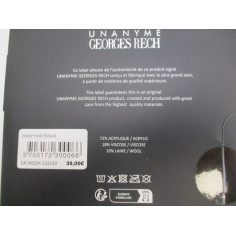 UNANYME
GEORGES RECH
Ce label atteste de l'authenticité de ce produit signé
UNANYME GEORGES RECH conçu et fabriqué avec le plus grand soin,
à partir de matières de qualité supérieure.
The label guarantees this is an original
UNANYME GEORGES RECH product, created and produced with great
care from the highest quality materials.
3703172300066
39,00€
72% ACRYLIQUE / ACRYLIC
18% VISCOSE / VISCOSE
10% LAINE / WOOL